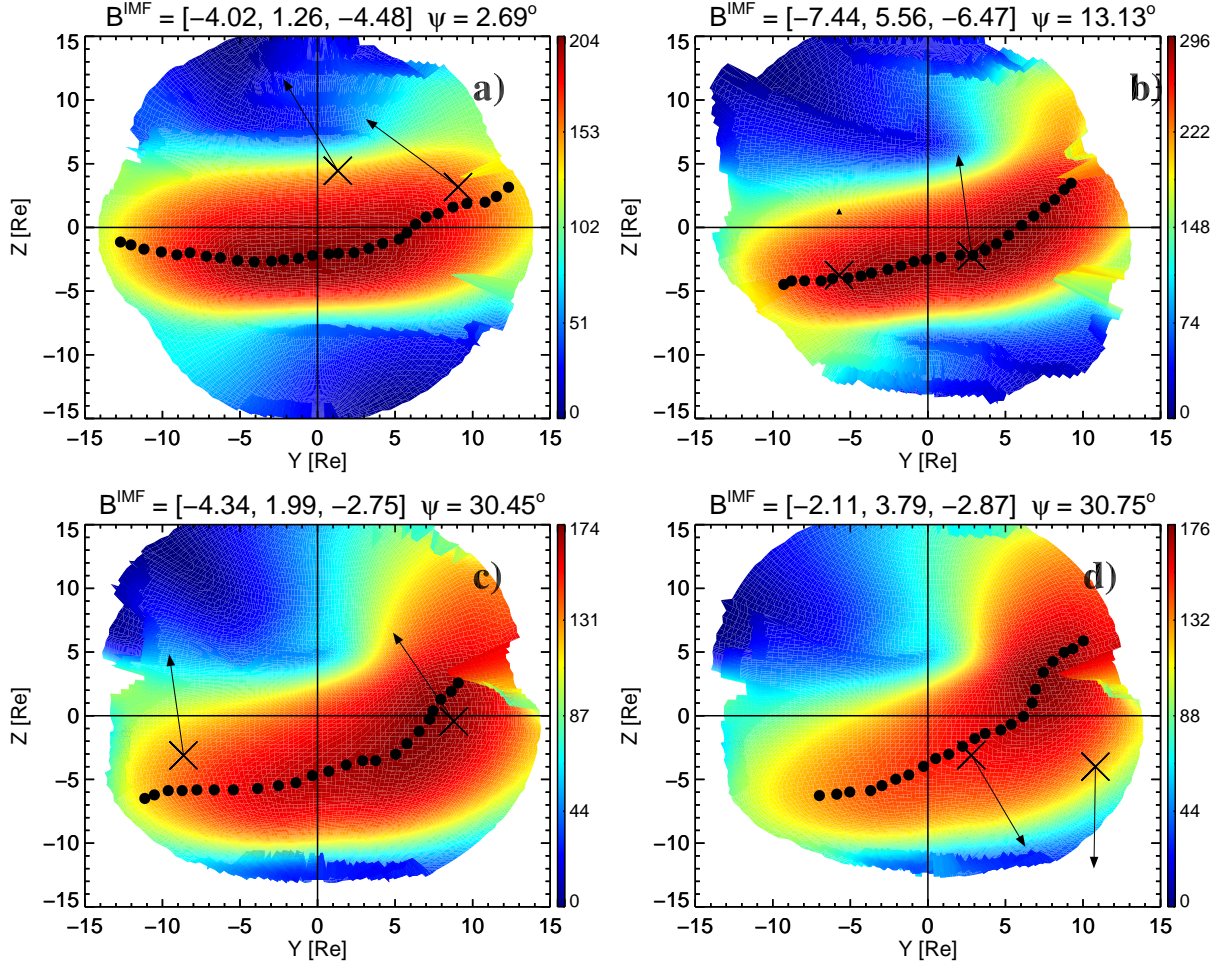 B^IMF = [−4.02, 1.26, −4.48] ψ = 2.69°
a)
Z [Re]
15
10
5
0
−5
−10
−15
−15 −10 −5 0 5 10 15
Y [Re]
204
153
102
51
0
B^IMF = [−7.44, 5.56, −6.47] ψ = 13.13°
b)
Z [Re]
15
10
5
0
−5
−10
−15
−15 −10 −5 0 5 10 15
Y [Re]
296
222
148
74
0
B^IMF = [−4.34, 1.99, −2.75] ψ = 30.45°
c)
Z [Re]
15
10
5
0
−5
−10
−15
−15 −10 −5 0 5 10 15
Y [Re]
174
131
87
44
0
B^IMF = [−2.11, 3.79, −2.87] ψ = 30.75°
d)
Z [Re]
15
10
5
0
−5
−10
−15
−15 −10 −5 0 5 10 15
Y [Re]
176
132
88
44
0